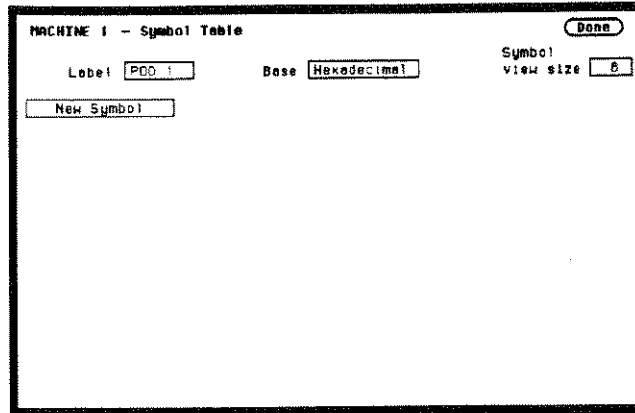 MACHINE 1 - Symbol Table Done
Label POD 1 Base Hexadecimal Symbol view size 8
New Symbol